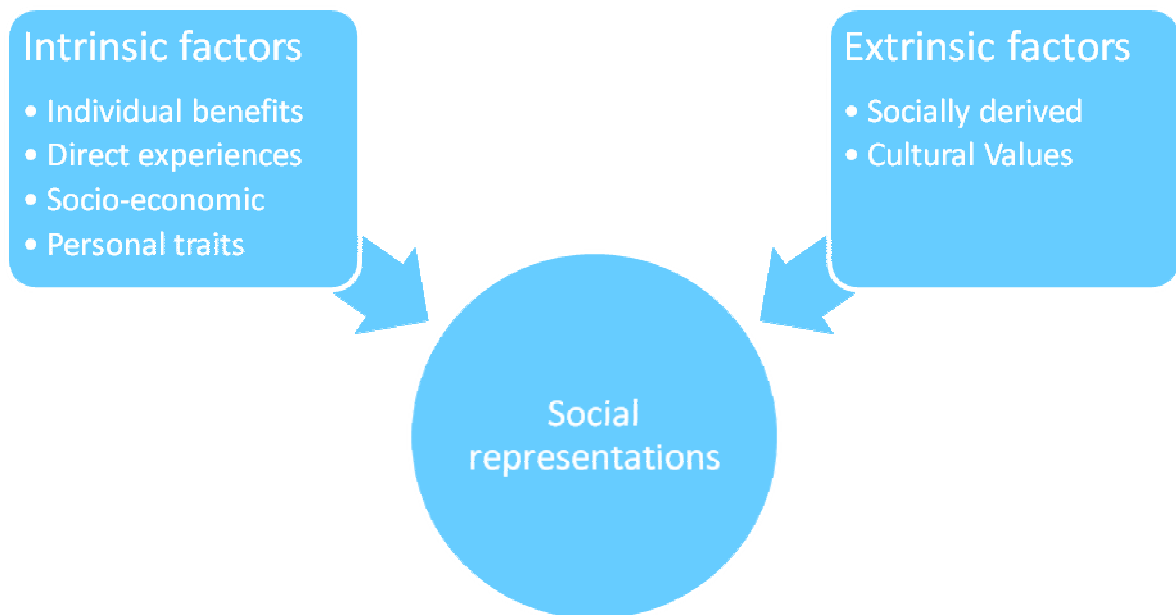 Intrinsic factors
• Individual benefits
• Direct experiences
• Socio-economic
• Personal traits
Extrinsic factors
• Socially derived
• Cultural Values
Social
representations